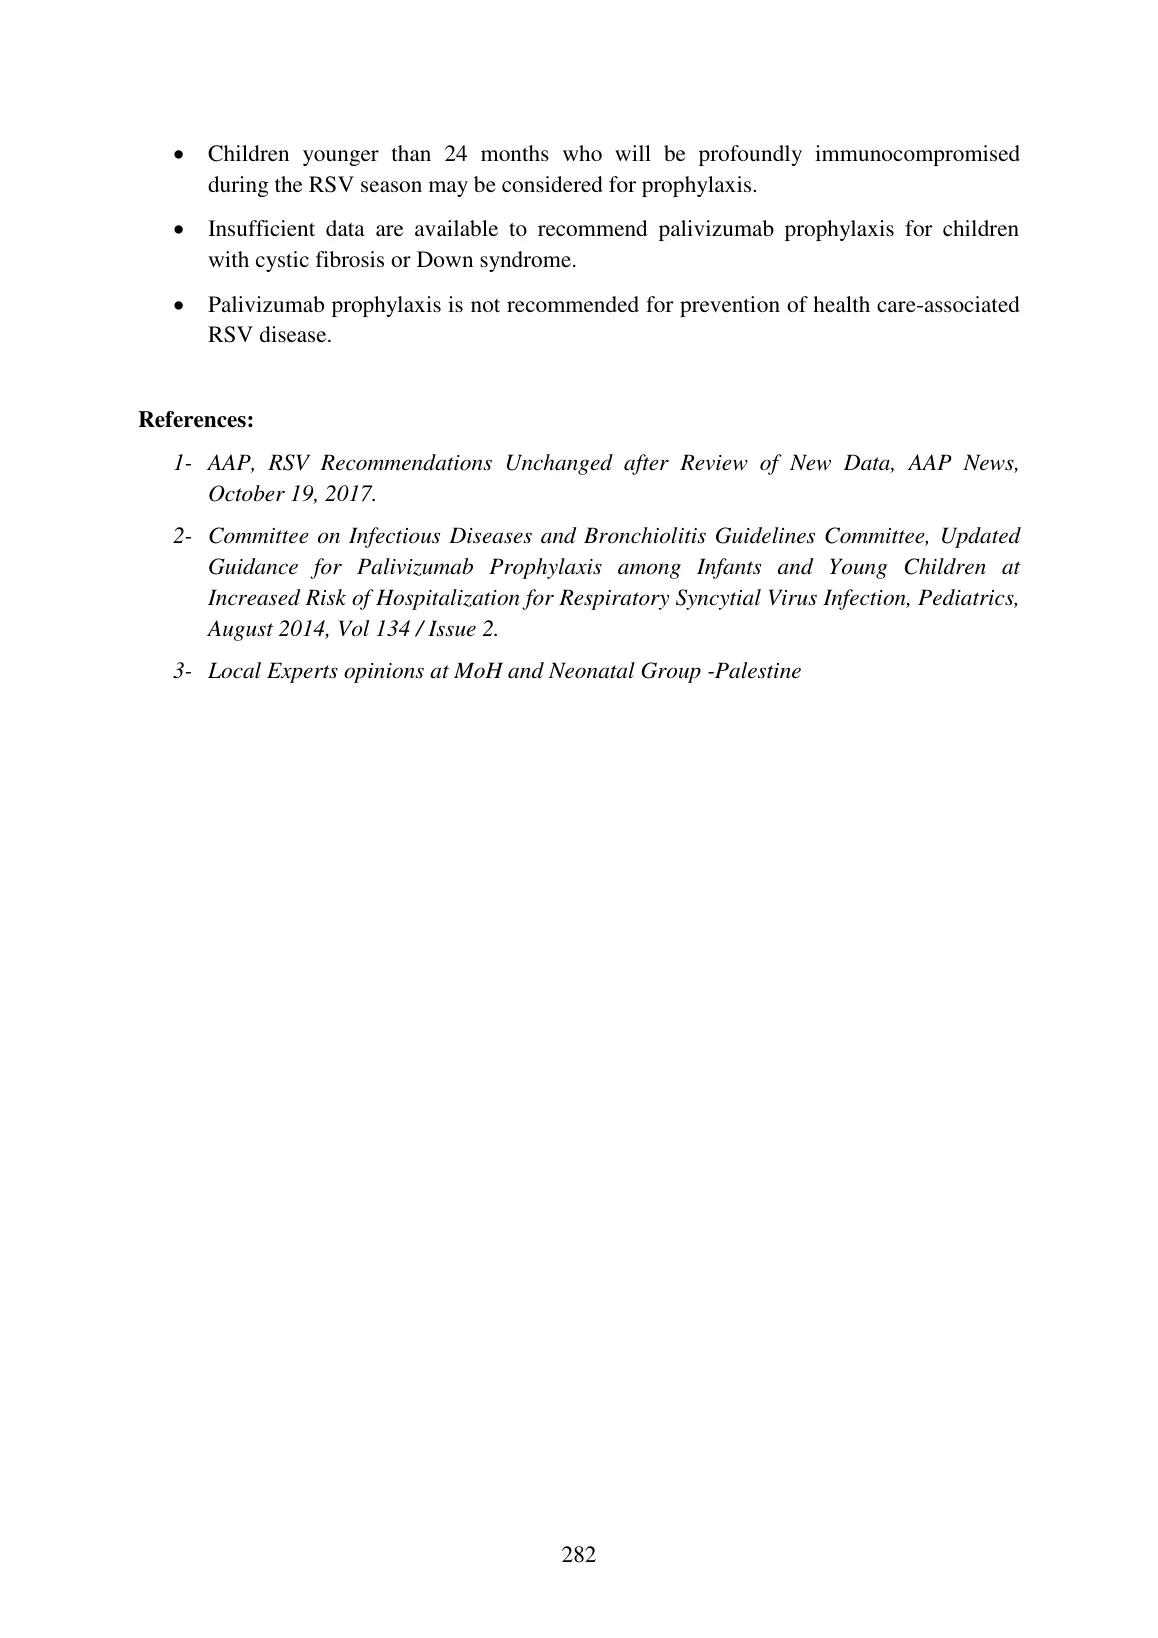 • Children younger than 24 months who will be profoundly immunocompromised
during the RSV season may be considered for prophylaxis.
• Insufficient data are available to recommend palivizumab prophylaxis for children
with cystic fibrosis or Down syndrome.
• Palivizumab prophylaxis is not recommended for prevention of health care-associated
RSV disease.
References:
1- AAP, RSV Recommendations Unchanged after Review of New Data, AAP News,
October 19, 2017.
2- Committee on Infectious Diseases and Bronchiolitis Guidelines Committee, Updated
Guidance for Palivizumab Prophylaxis among Infants and Young Children at
Increased Risk of Hospitalization for Respiratory Syncytial Virus Infection, Pediatrics,
August 2014, Vol 134 / Issue 2.
3- Local Experts opinions at MoH and Neonatal Group -Palestine
282